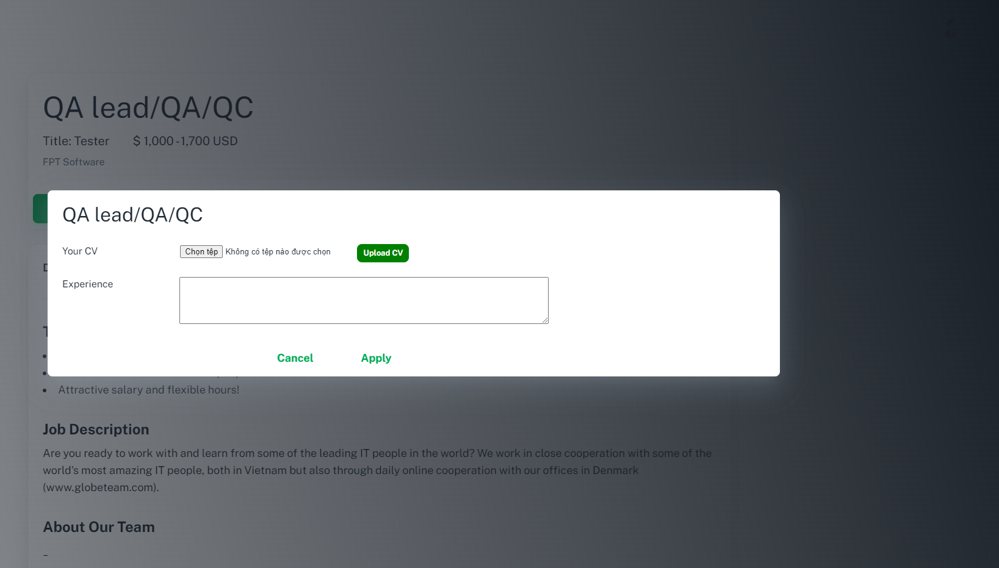 QA lead/QA/QC
Title: Tester $ 1,000 - 1,700 USD
FPT Software
QA lead/QA/QC
Your CV Chọn tệp Không có tệp nào được chọn Upload CV
Experience
Cancel Apply
Attractive salary and flexible hours!
Job Description
Are you ready to work with and learn from some of the leading IT people in the world? We work in close cooperation with some of the
world's most amazing IT people, both in Vietnam but also through daily online cooperation with our offices in Denmark
(www.globeteam.com).
About Our Team
–